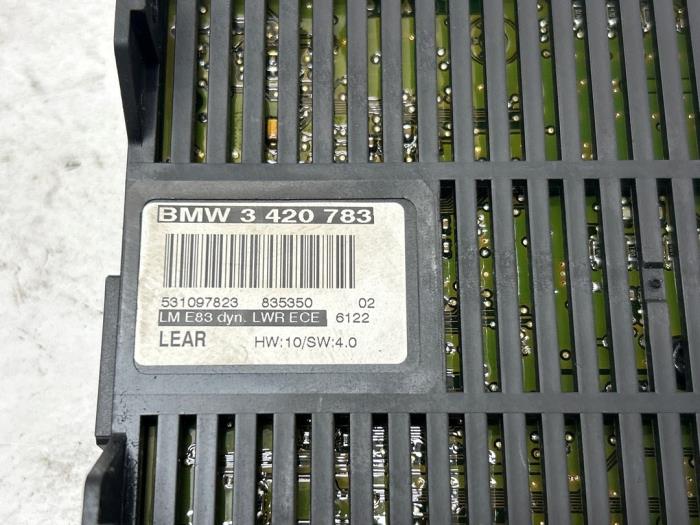 BMW 3 420 783
531097823 835350 02
LM E83 dyn. LWR ECE 6122
LEAR HW:10/SW:4.0